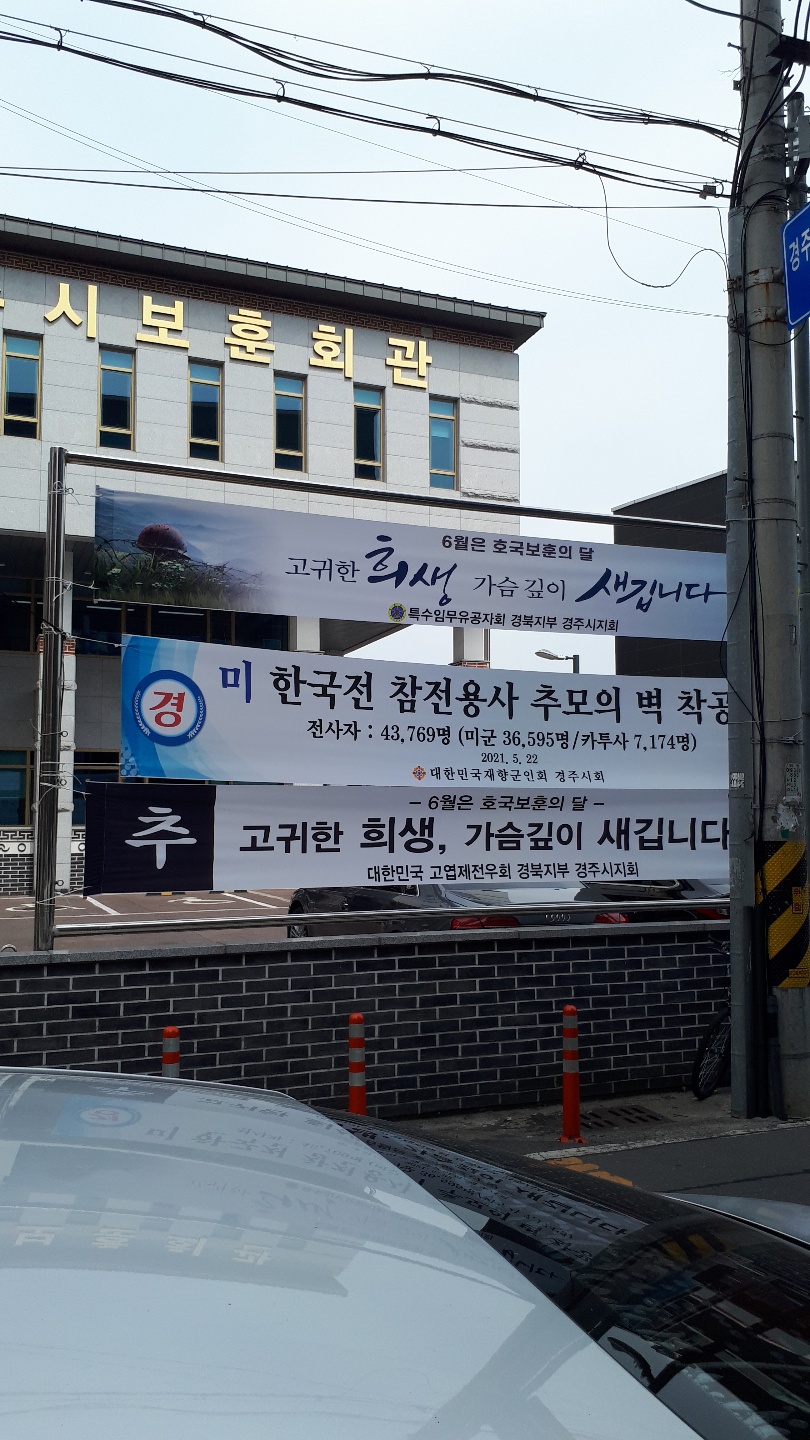 시보훈회관
경주
6월은 호국보훈의 달
고귀한 희생 가슴 깊이 새깁니다
특수임무유공자회 경북지부 경주시지회
경 미 한국전 참전용사 추모의 벽 착공
전사자 : 43,769명 (미군 36,595명/카투사 7,174명)
2021. 5. 22
대한민국재향군인회 경주시회
– 6월은 호국보훈의 달 –
추 고귀한 희생, 가슴깊이 새깁니다
대한민국 고엽제전우회 경북지부 경주시지회